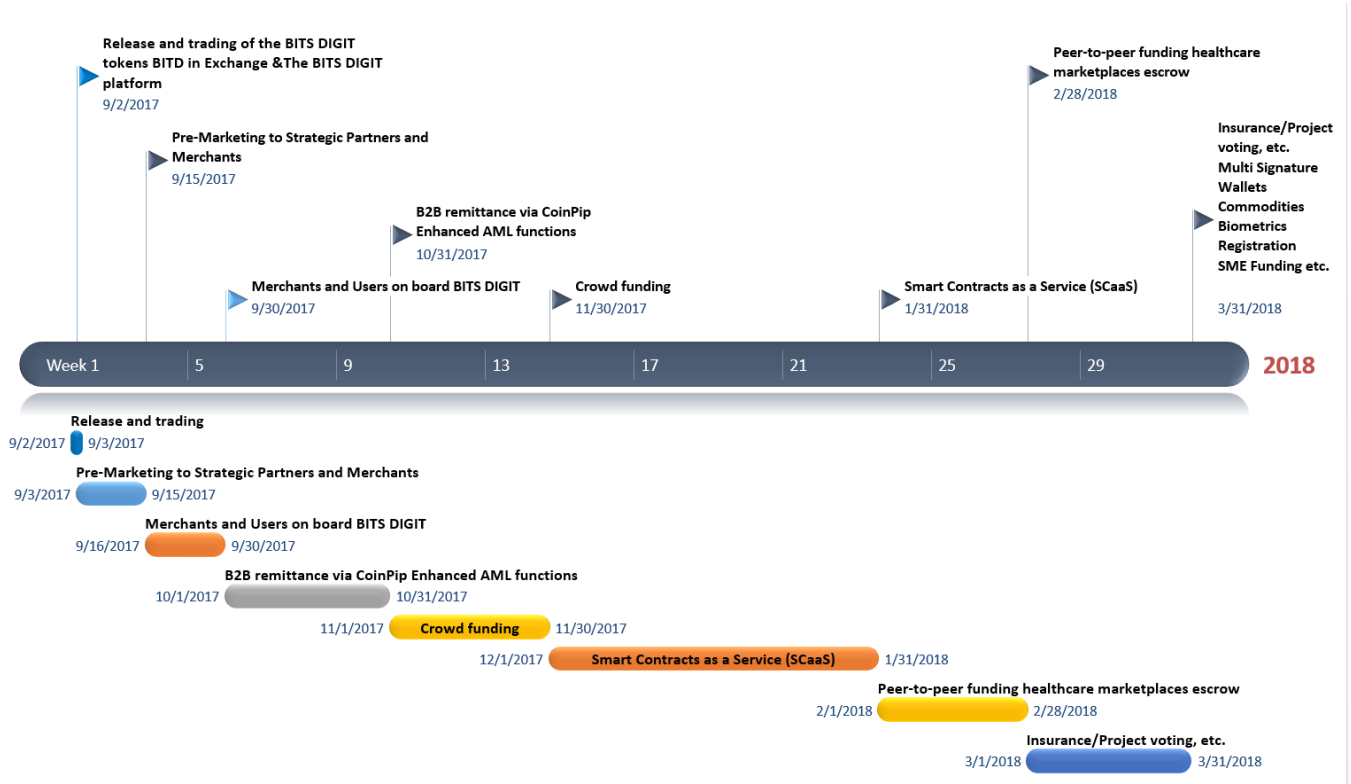 Release and trading of the BITS DIGIT
tokens BITD in Exchange &The BITS DIGIT
platform
9/2/2017
Peer-to-peer funding healthcare
marketplaces escrow
2/28/2018
Pre-Marketing to Strategic Partners and
Merchants
9/15/2017
Insurance/Project
voting, etc.
Multi Signature
Wallets
Commodities
Biometrics
Registration
SME Funding etc.
3/31/2018
B2B remittance via CoinPip
Enhanced AML functions
10/31/2017
Merchants and Users on board BITS DIGIT
9/30/2017
Crowd funding
11/30/2017
Smart Contracts as a Service (SCaaS)
1/31/2018
Week 1 5 9 13 17 21 25 29 2018
Release and trading
9/2/2017 9/3/2017
Pre-Marketing to Strategic Partners and Merchants
9/3/2017 9/15/2017
Merchants and Users on board BITS DIGIT
9/16/2017 9/30/2017
B2B remittance via CoinPip Enhanced AML functions
10/1/2017 10/31/2017
11/1/2017 Crowd funding 11/30/2017
12/1/2017 Smart Contracts as a Service (SCaaS) 1/31/2018
Peer-to-peer funding healthcare marketplaces escrow
2/1/2018 2/28/2018
Insurance/Project voting, etc.
3/1/2018 3/31/2018